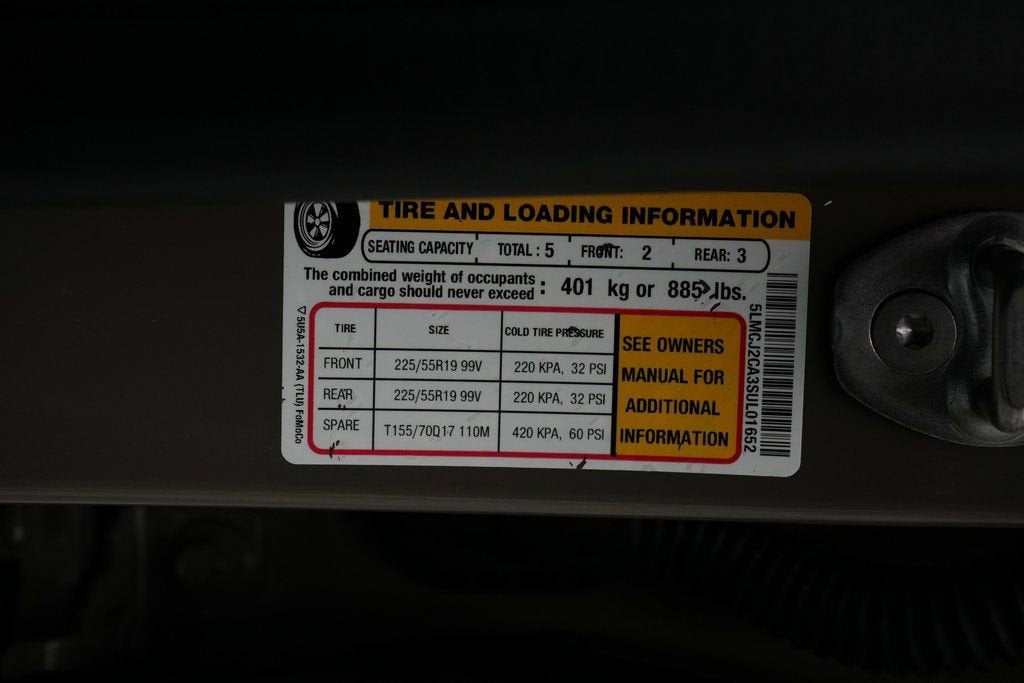 TIRE AND LOADING INFORMATION
SEATING CAPACITY TOTAL : 5 FRONT: 2 REAR: 3
The combined weight of occupants
and cargo should never exceed : 401 kg or 885 lbs.
TIRE SIZE COLD TIRE PRESSURE
FRONT 225/55R19 99V 220 KPA, 32 PSI
REAR 225/55R19 99V 220 KPA, 32 PSI
SPARE T155/70D17 110M 420 KPA, 60 PSI
SEE OWNERS
MANUAL FOR
ADDITIONAL
INFORMATION
5U5A-1532-AA (TLU) FoMoCo
5LMCJ2CA3SUL01652